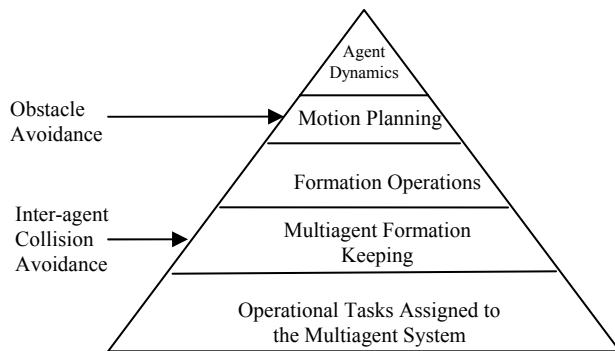 Agent
Dynamics
Obstacle
Avoidance
Motion Planning
Formation Operations
Inter-agent
Collision
Avoidance
Multiagent Formation
Keeping
Operational Tasks Assigned to
the Multiagent System